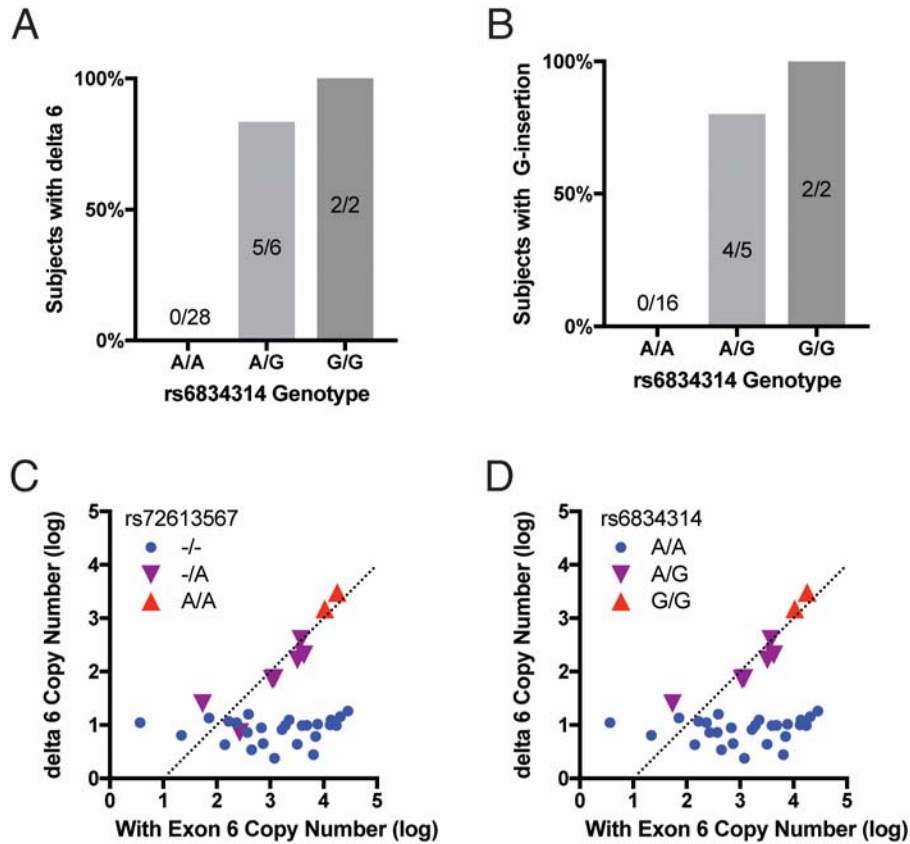 A
100%
50%
0%
Subjects with delta 6
0/28
5/6
2/2
A/A A/G G/G
rs6834314 Genotype
B
100%
50%
0%
Subjects with G-insertion
0/16
4/5
2/2
A/A A/G G/G
rs6834314 Genotype
C
5
4
3
2
1
0
delta 6 Copy Number (log)
rs72613567
-/-
-/A
A/A
0 1 2 3 4 5
With Exon 6 Copy Number (log)
D
5
4
3
2
1
0
delta 6 Copy Number (log)
rs6834314
A/A
A/G
G/G
0 1 2 3 4 5
With Exon 6 Copy Number (log)